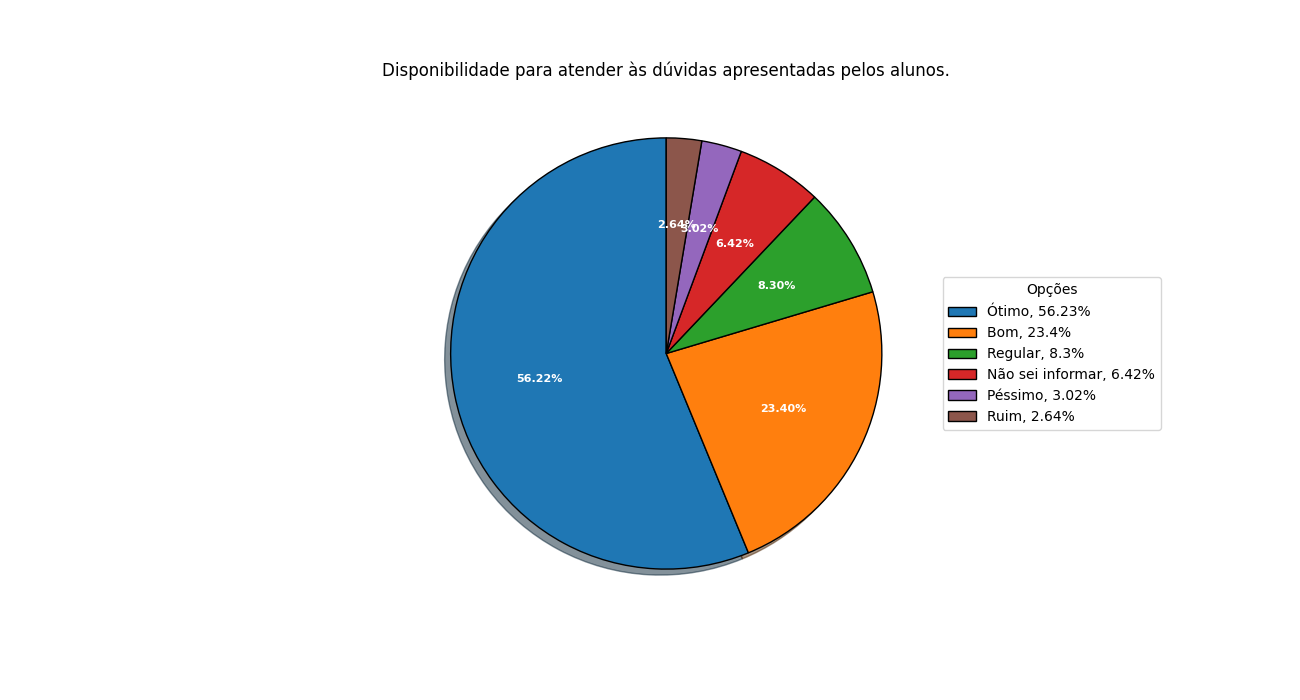 Disponibilidade para atender às dúvidas apresentadas pelos alunos.
2.64%
3.02%
6.42%
8.30%
56.22%
23.40%
Opções
Ótimo, 56.23%
Bom, 23.4%
Regular, 8.3%
Não sei informar, 6.42%
Péssimo, 3.02%
Ruim, 2.64%